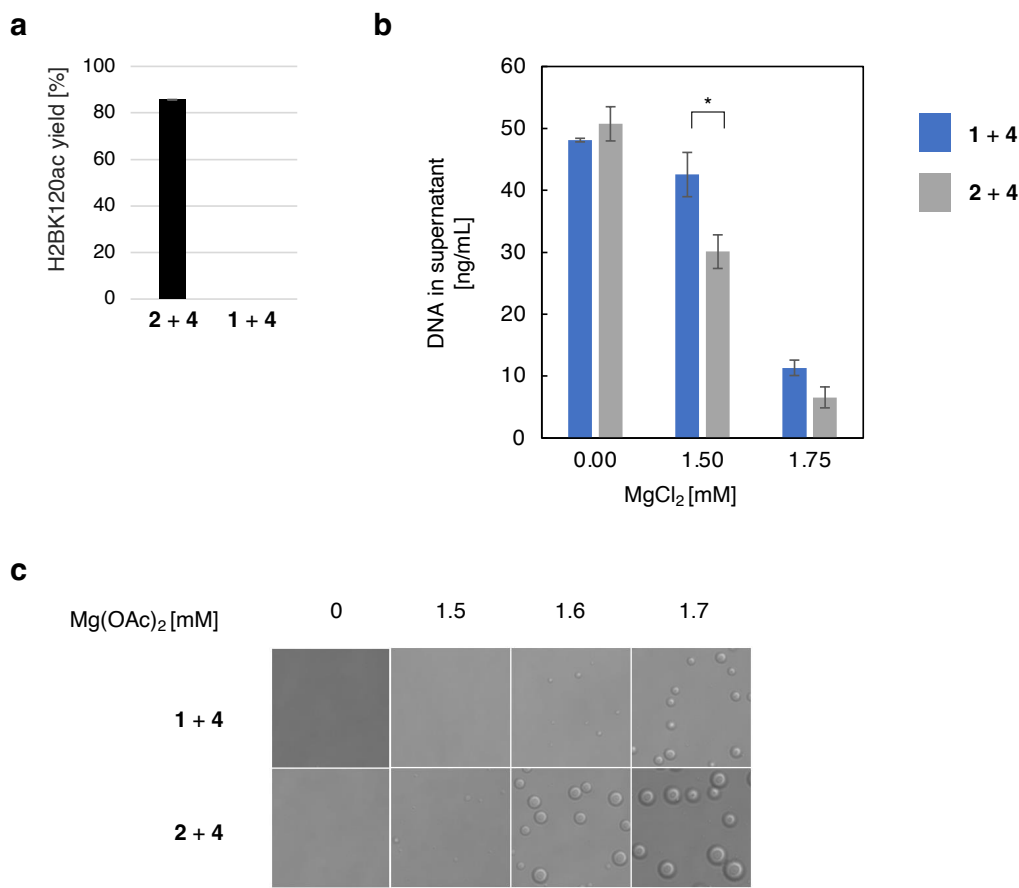 a
H2BK120ac yield [%]
100
80
60
40
20
0
2 + 4
1 + 4
b
DNA in supernatant
[ng/mL]
60
50
40
30
20
10
0
*
0.00
1.50
1.75
MgCl2 [mM]
1 + 4
2 + 4
c
Mg(OAc)2 [mM]
0
1.5
1.6
1.7
1 + 4
2 + 4